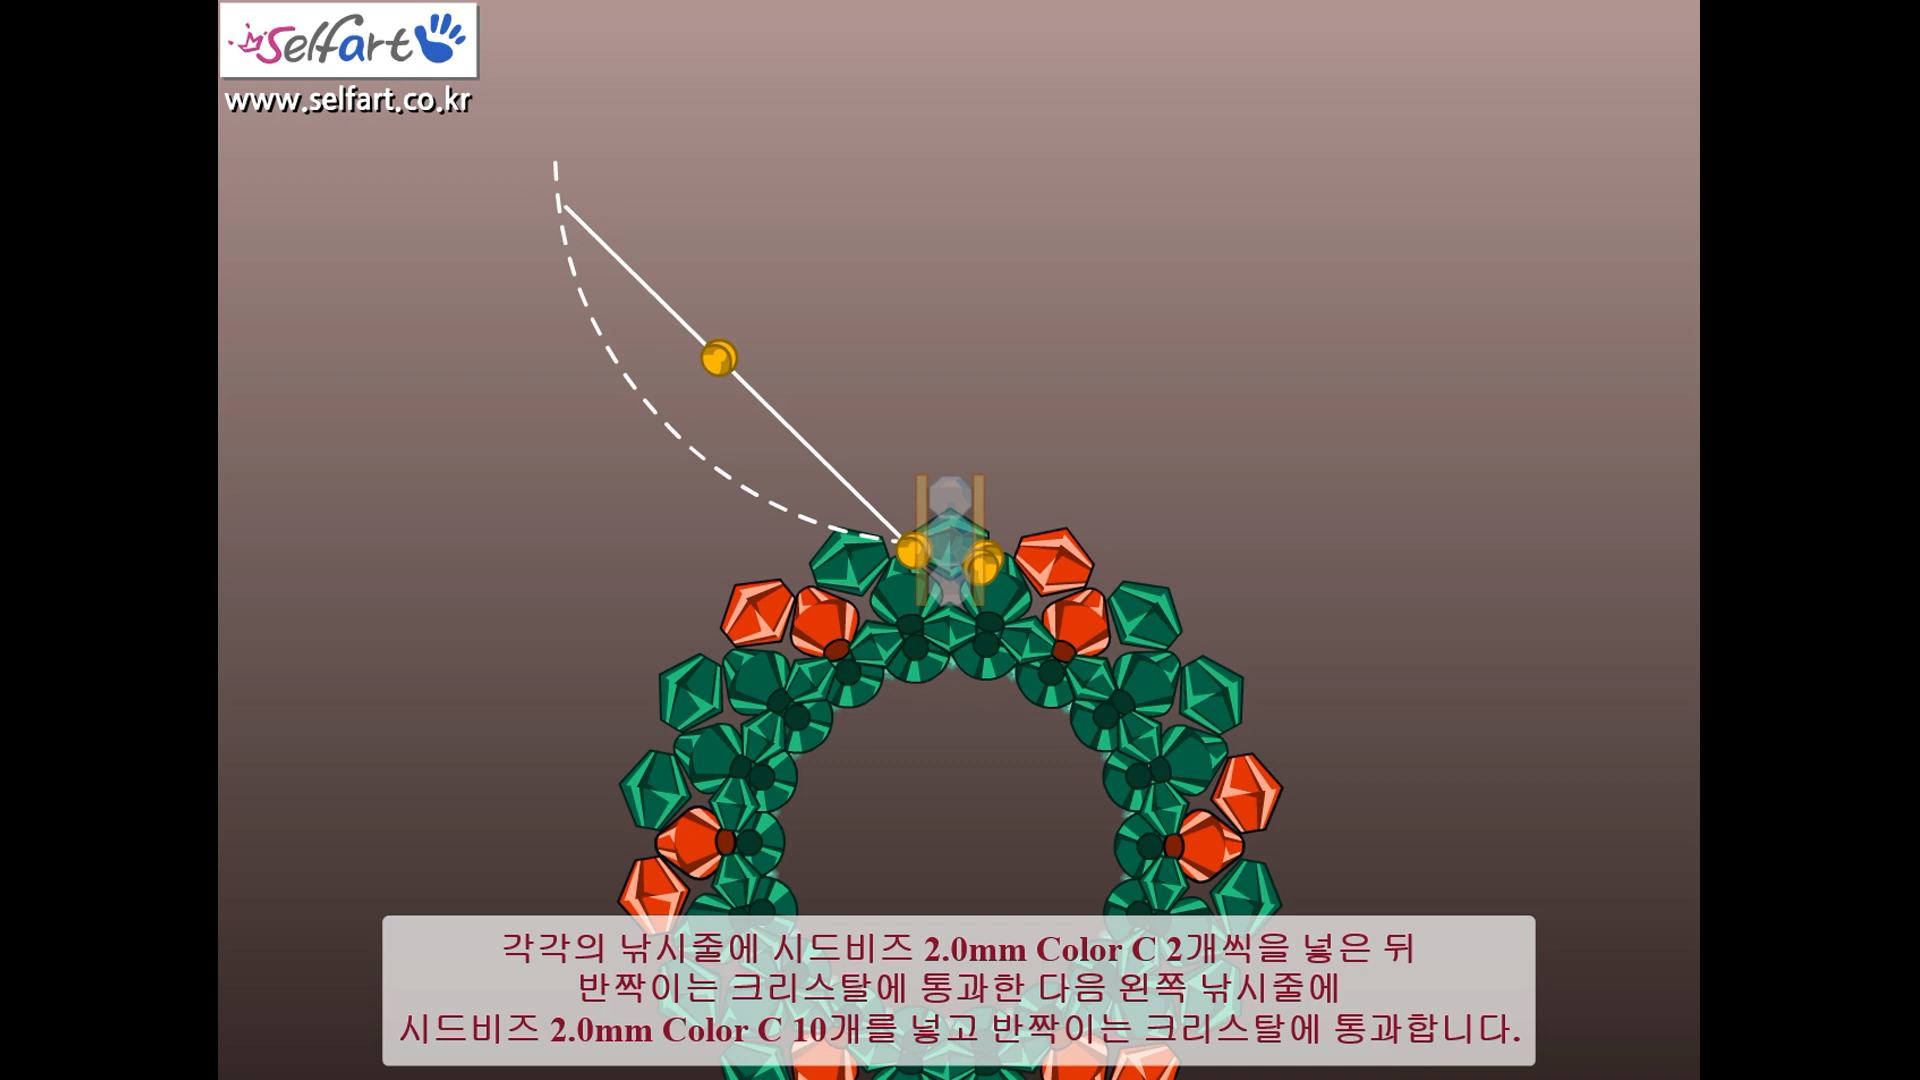 Selfart
www.selfart.co.kr
각각의 낚시줄에 시드비즈 2.0mm Color C 2개씩을 넣은 뒤
반짝이는 크리스탈에 통과한 다음 왼쪽 낚시줄에
시드비즈 2.0mm Color C 10개를 넣고 반짝이는 크리스탈에 통과합니다.